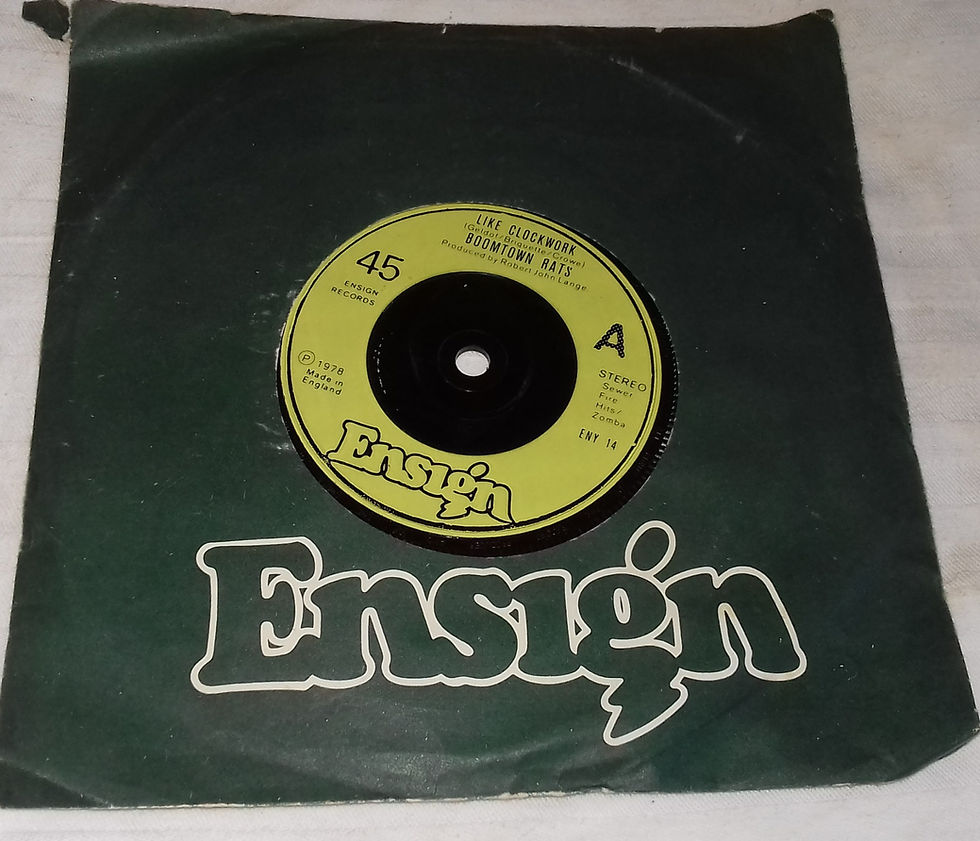 LIKE CLOCKWORK
(Geldof/Briquette/Crowe)
BOOMTOWN RATS
Produced by Robert John Lange
45
ENSIGN
RECORDS
A
Ⓟ 1978
Made in
England
STEREO
Sewer
Fire
Hits/
Zomba
ENY 14
Ensign
Ensign